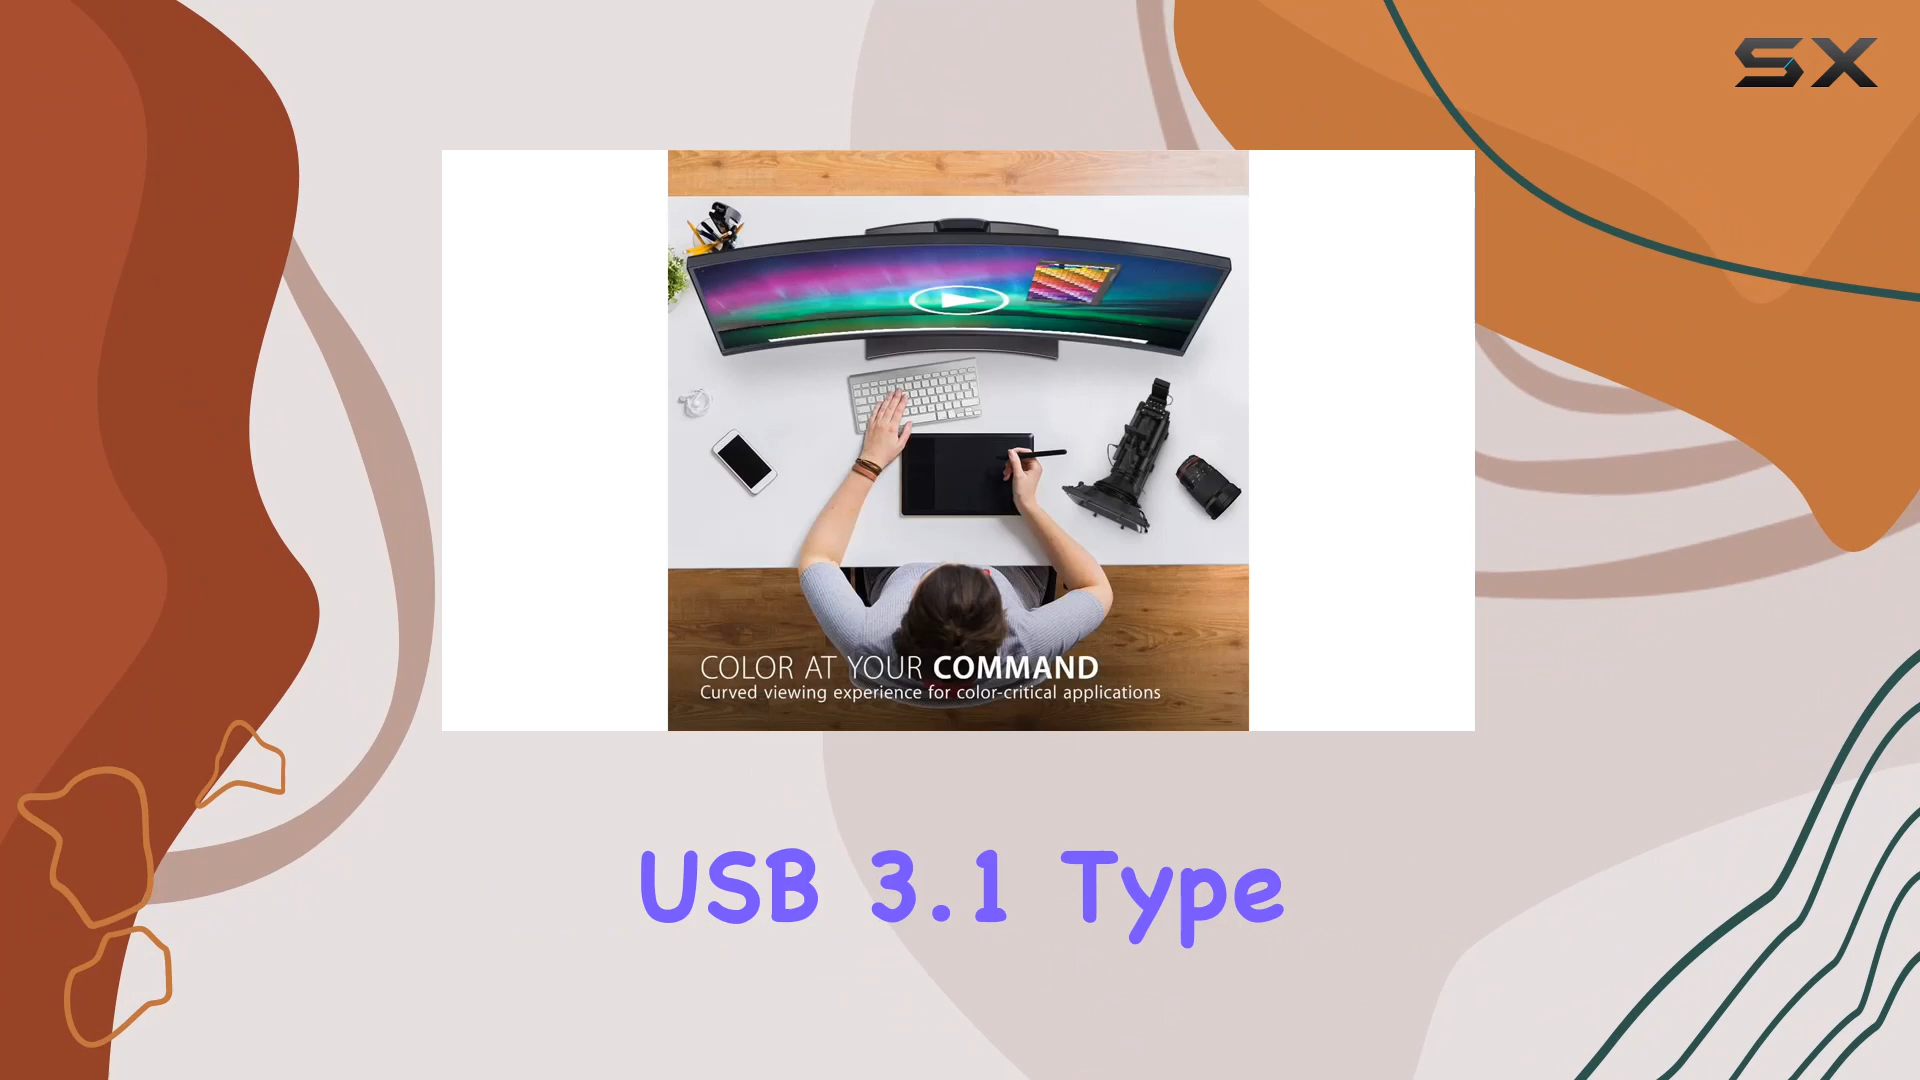 SX
COLOR AT YOUR COMMAND
Curved viewing experience for color-critical applications
USB 3.1 Type